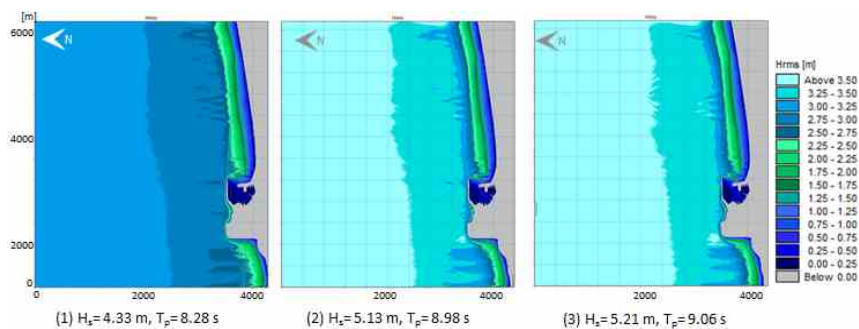 [m]
6000
4000
2000
0
N
N
N
0 2000 4000
0 2000 4000
0 2000 4000
Hrms [m]
Above 3.50
3.25 - 3.50
3.00 - 3.25
2.75 - 3.00
2.50 - 2.75
2.25 - 2.50
2.00 - 2.25
1.75 - 2.00
1.50 - 1.75
1.25 - 1.50
1.00 - 1.25
0.75 - 1.00
0.50 - 0.75
0.25 - 0.50
0.00 - 0.25
Below 0.00
(1) Hs= 4.33 m, Tp= 8.28 s
(2) Hs= 5.13 m, Tp= 8.98 s
(3) Hs= 5.21 m, Tp= 9.06 s